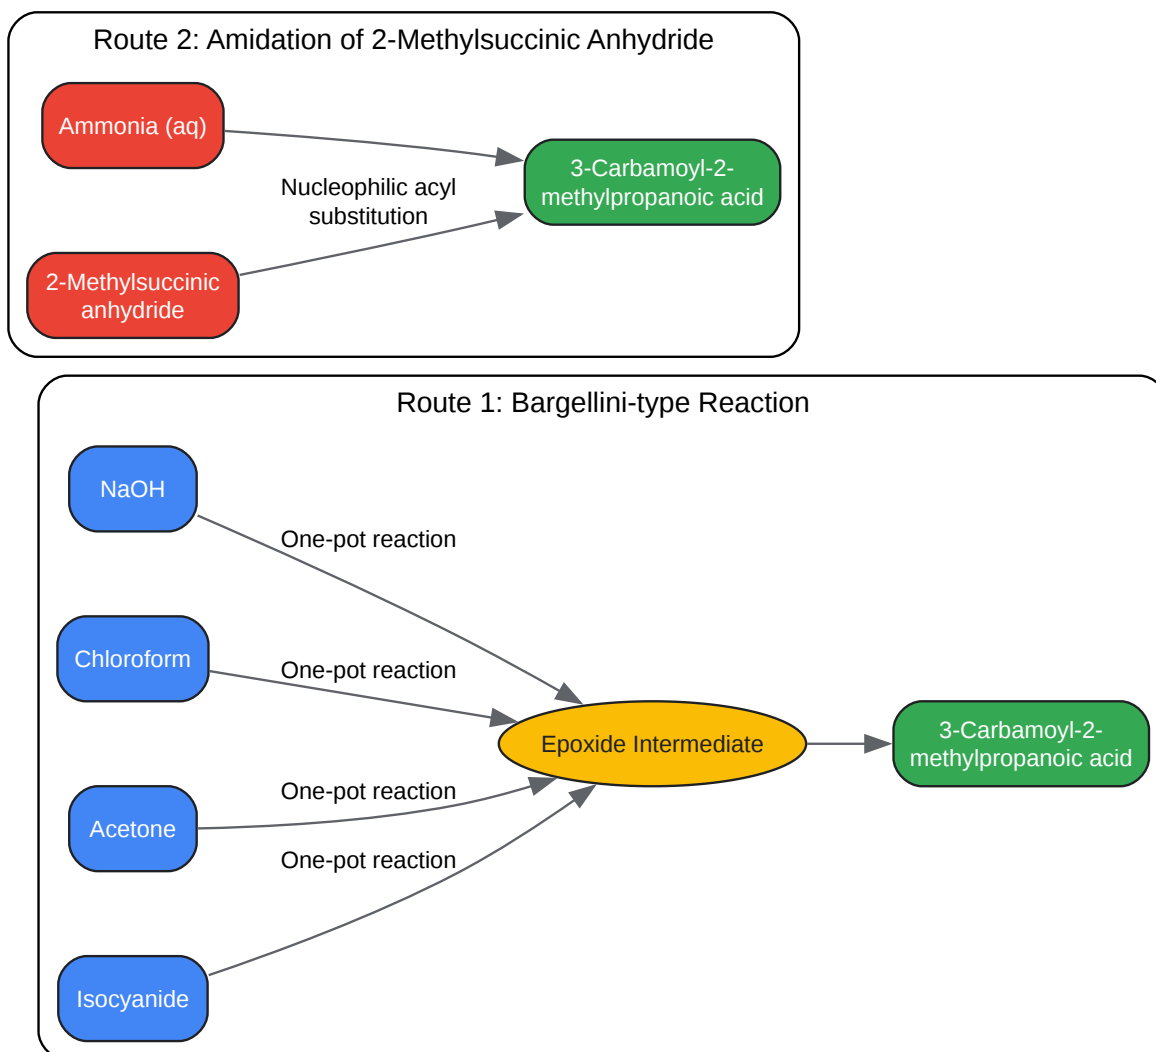 Route 2: Amidation of 2-Methylsuccinic Anhydride
Ammonia (aq)
3-Carbamoyl-2-
methylpropanoic acid
Nucleophilic acyl
substitution
2-Methylsuccinic
anhydride
Route 1: Bargellini-type Reaction
NaOH
One-pot reaction
Chloroform
One-pot reaction
Epoxide Intermediate
3-Carbamoyl-2-
methylpropanoic acid
Acetone
One-pot reaction
One-pot reaction
Isocyanide